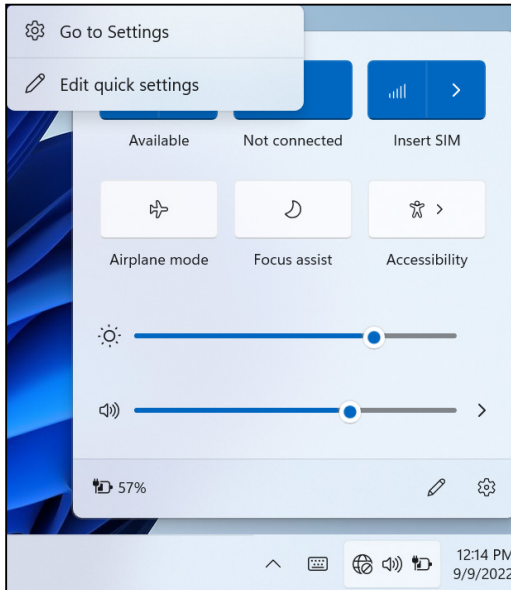 Go to Settings
Edit quick settings
Available
Not connected
Insert SIM
Airplane mode
Focus assist
Accessibility
57%
12:14 PM
9/9/2022